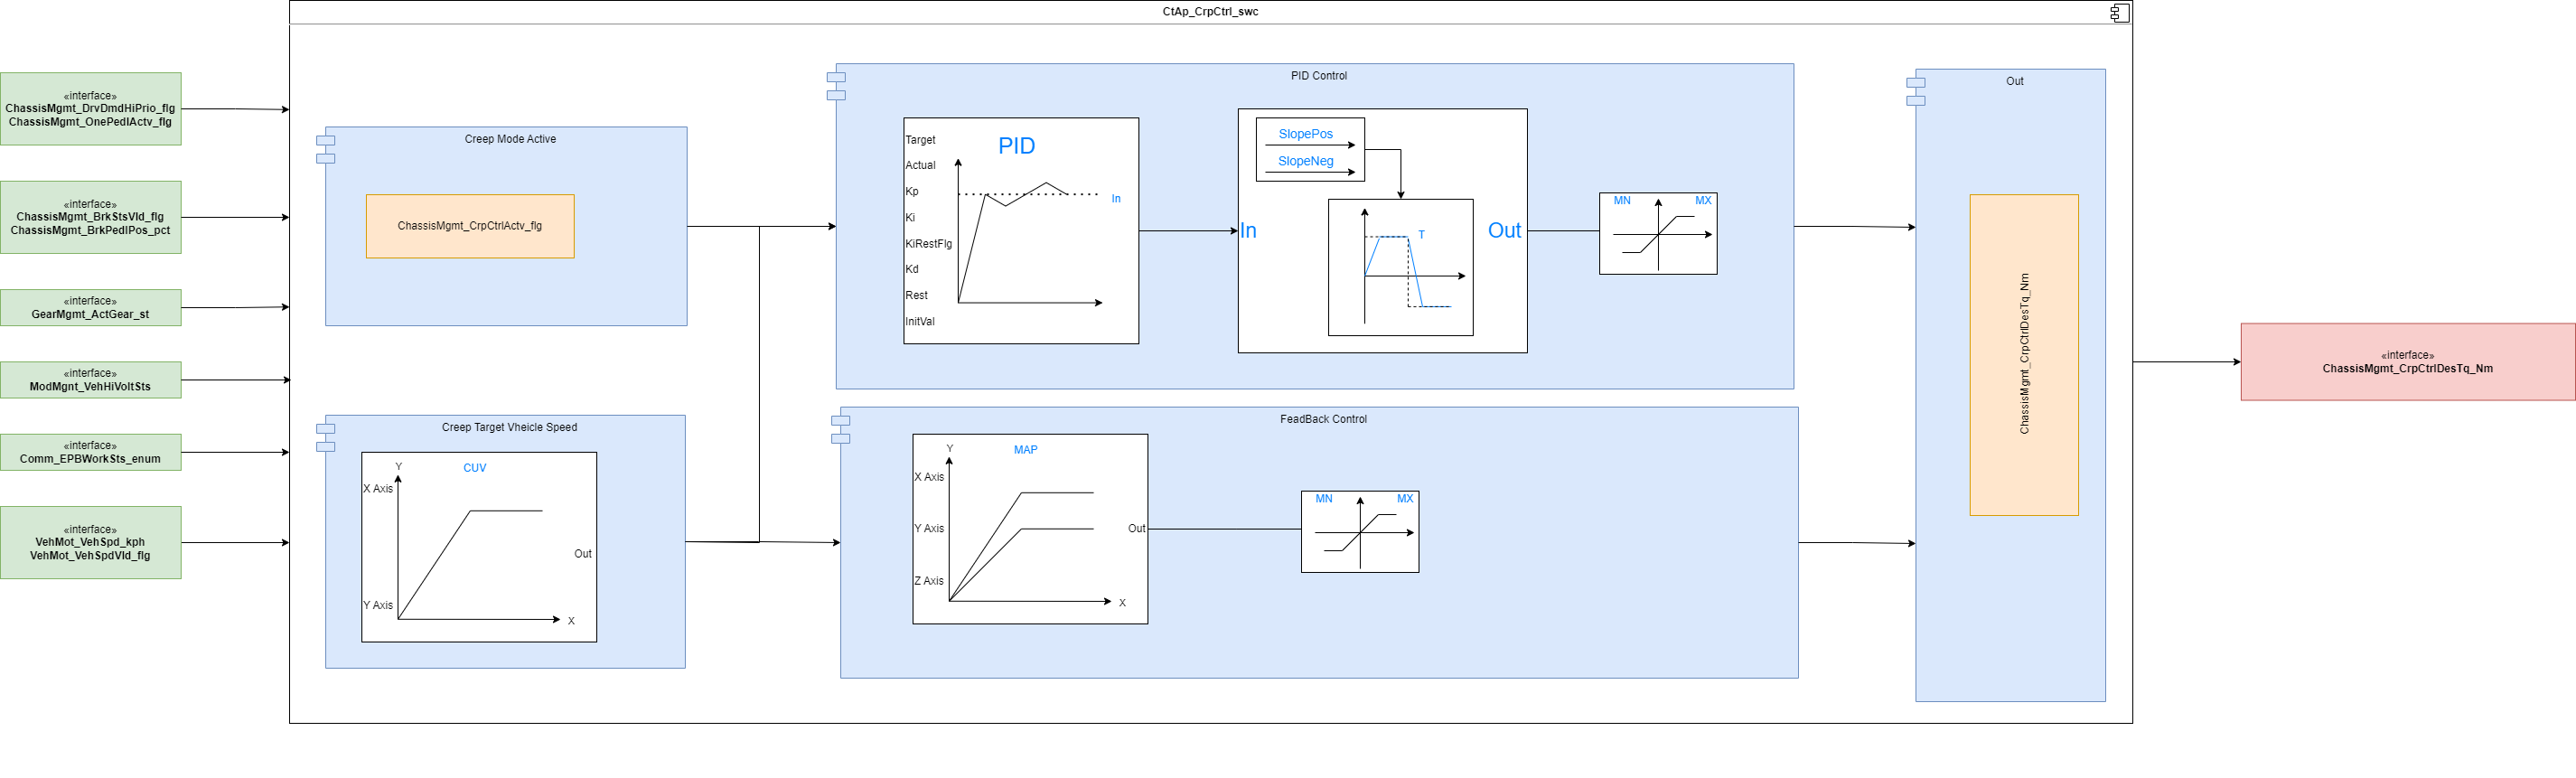 CtAp_CrpCtrl_swc
«interface»
ChassisMgmt_DrvDmdHiPrio_flg
ChassisMgmt_OnePedlActv_flg
«interface»
ChassisMgmt_BrkStsVld_flg
ChassisMgmt_BrkPedlPos_pct
«interface»
GearMgmt_ActGear_st
«interface»
ModMgnt_VehHiVoltSts
«interface»
Comm_EPBWorkSts_enum
«interface»
VehMot_VehSpd_kph
VehMot_VehSpdVld_flg
Creep Mode Active
ChassisMgmt_CrpCtrlActv_flg
Creep Target Vheicle Speed
Y
CUV
X Axis
Out
Y Axis
X
PID Control
Target
PID
Actual
Kp
In
Ki
KiRestFlg
Kd
Rest
InitVal
SlopePos
SlopeNeg
In
T
Out
MN
MX
FeadBack Control
Y
MAP
X Axis
Y Axis
Out
Z Axis
X
MN
MX
Out
ChassisMgmt_CrpCtrlDesTq_Nm
«interface»
ChassisMgmt_CrpCtrlDesTq_Nm